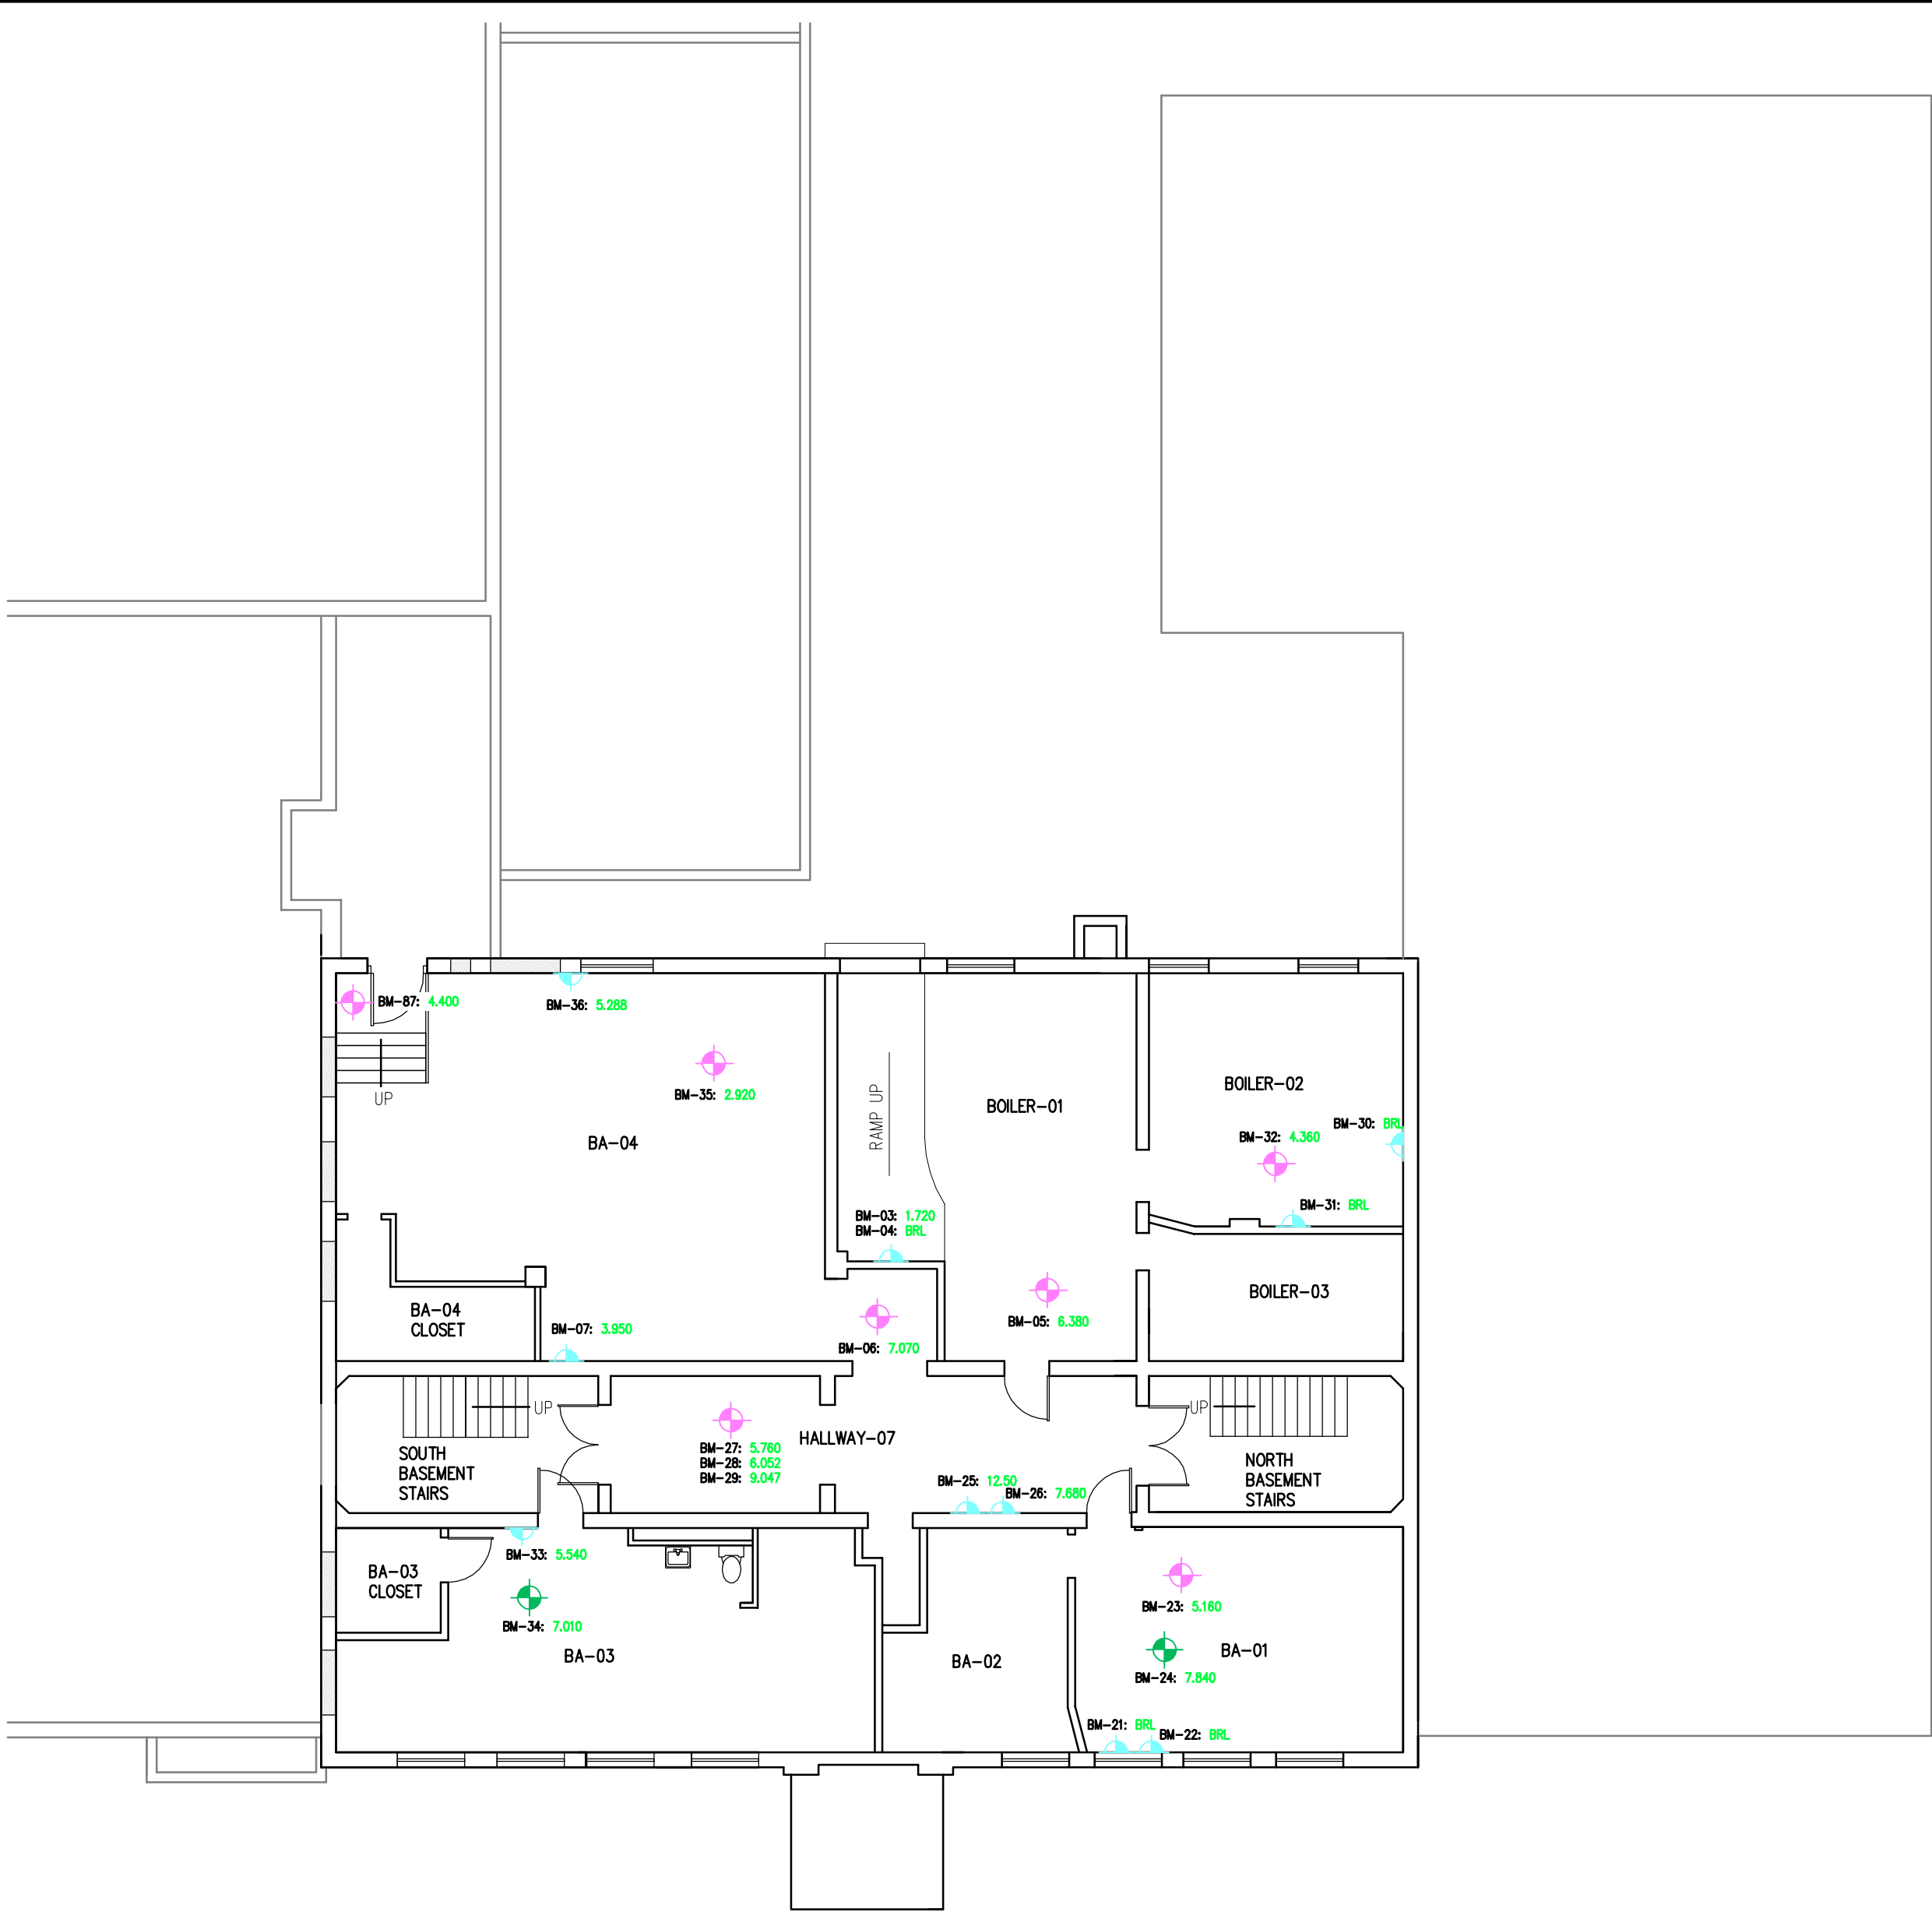 BM-87: 4.400
BM-36: 5.288
UP
BM-35: 2.920
BA-04
RAMP UP
BOILER-01
BOILER-02
BM-30: BRL
BM-32: 4.360
BM-31: BRL
BM-03: 1.720
BM-04: BRL
BOILER-03
BA-04
CLOSET
BM-07: 3.950
BM-06: 7.070
BM-05: 6.380
UP
UP
SOUTH
BASEMENT
STAIRS
BM-27: 5.760
BM-28: 6.052
BM-29: 9.047
HALLWAY-07
BM-25: 12.50
BM-26: 7.680
NORTH
BASEMENT
STAIRS
BM-33: 5.540
BA-03
CLOSET
BM-34: 7.010
BA-03
BA-02
BM-23: 5.160
BA-01
BM-24: 7.840
BM-21: BRL
BM-22: BRL